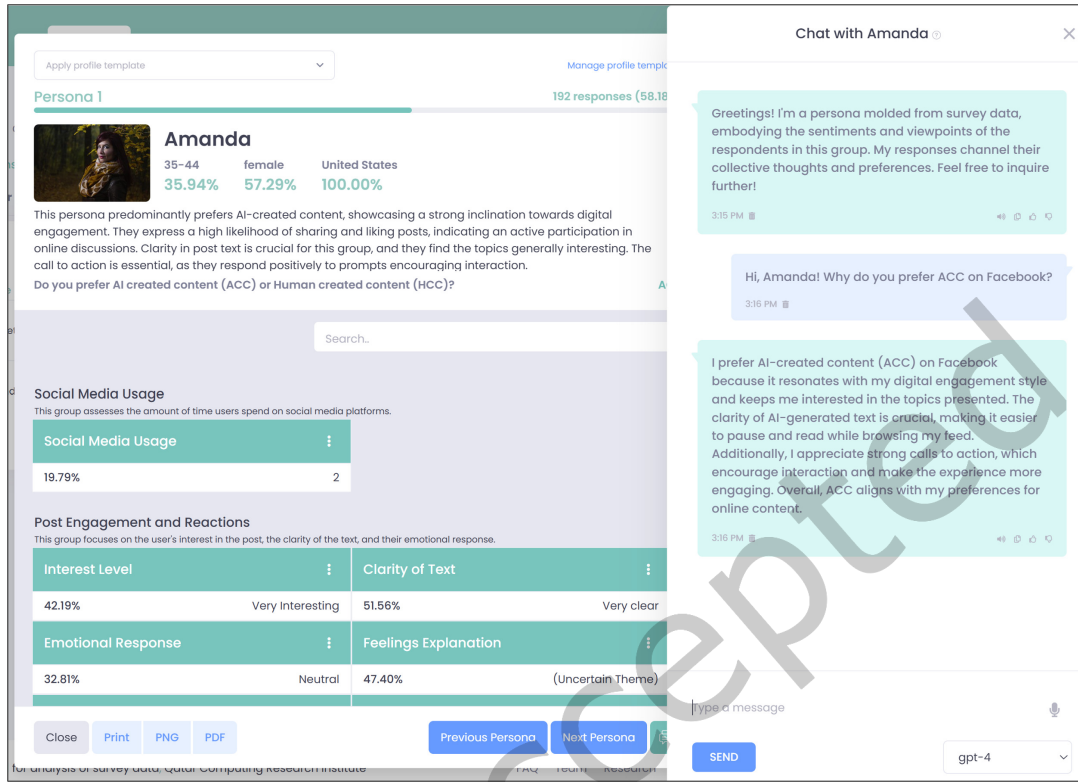 Apply profile template
Manage profile templa
Persona 1
192 responses (58.18
Amanda
35-44 female United States
35.94% 57.29% 100.00%
This persona predominantly prefers AI-created content, showcasing a strong inclination towards digital
engagement. They express a high likelihood of sharing and liking posts, indicating an active participation in
online discussions. Clarity in post text is crucial for this group, and they find the topics generally interesting. The
call to action is essential, as they respond positively to prompts encouraging interaction.
Do you prefer AI created content (ACC) or Human created content (HCC)?
Search..
Social Media Usage
This group assesses the amount of time users spend on social media platforms.
Social Media Usage
19.79% 2
Post Engagement and Reactions
This group focuses on the user's interest in the post, the clarity of the text, and their emotional response.
Interest Level Clarity of Text
42.19% Very Interesting 51.56% Very clear
Emotional Response Feelings Explanation
32.81% Neutral 47.40% (Uncertain Theme)
Close Print PNG PDF Previous Persona Next Persona
for analysis of survey data, Qatar Computing Research Institute FAQ Team Research
Chat with Amanda
Greetings! I'm a persona molded from survey data,
embodying the sentiments and viewpoints of the
respondents in this group. My responses channel their
collective thoughts and preferences. Feel free to inquire
further!
3:15 PM
Hi, Amanda! Why do you prefer ACC on Facebook?
3:16 PM
I prefer AI-created content (ACC) on Facebook
because it resonates with my digital engagement style
and keeps me interested in the topics presented. The
clarity of AI-generated text is crucial, making it easier
to pause and read while browsing my feed.
Additionally, I appreciate strong calls to action, which
encourage interaction and make the experience more
engaging. Overall, ACC aligns with my preferences for
online content.
3:16 PM
Type a message
SEND
gpt-4
cepted